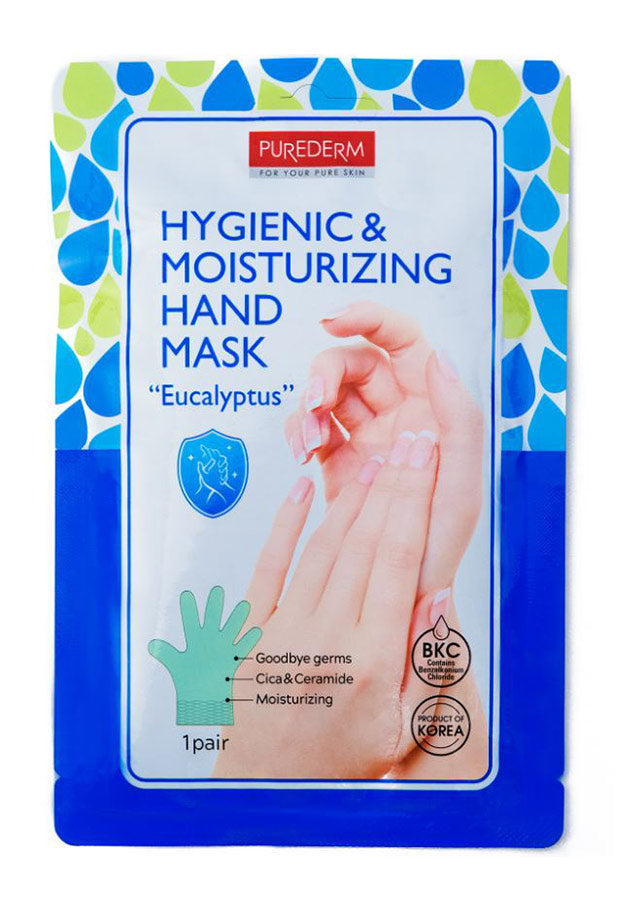 PUREDERM
FOR YOUR PURE SKIN
HYGIENIC &
MOISTURIZING
HAND
MASK
"Eucalyptus"
Goodbye germs
Cica & Ceramide
Moisturizing
1pair
BKC
Contains
Benzalkonium
Chloride
PRODUCT OF
KOREA